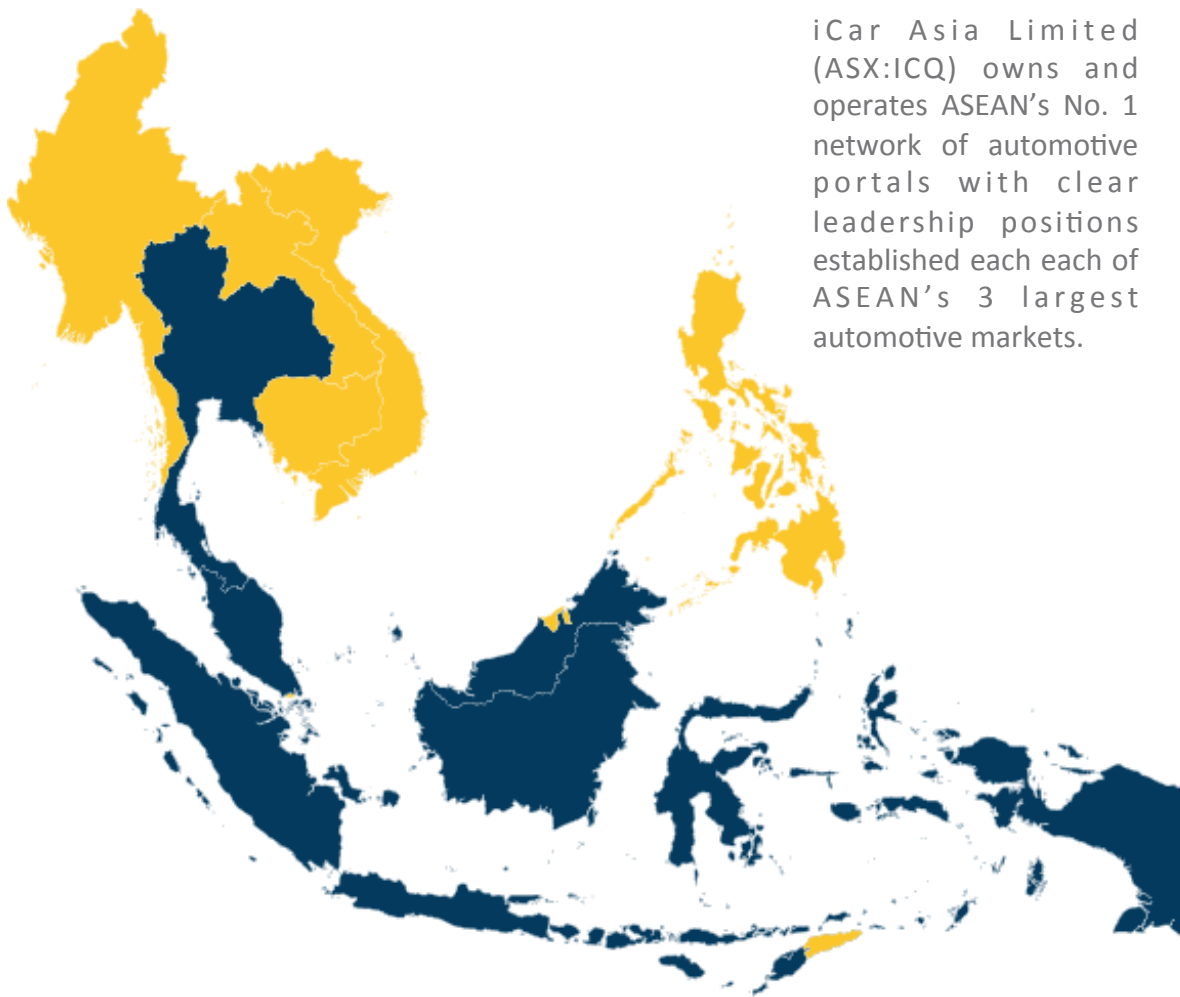 iCar Asia Limited
(ASX:ICQ) owns and
operates ASEAN’s No. 1
network of automotive
portals with clear
leadership positions
established each each of
ASEAN’s 3 largest
automotive markets.